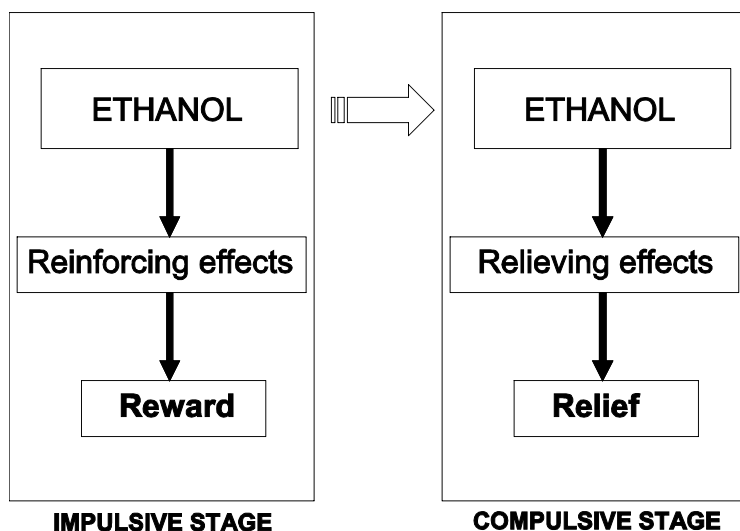 ETHANOL
Reinforcing effects
Reward
IMPULSIVE STAGE
ETHANOL
Relieving effects
Relief
COMPULSIVE STAGE